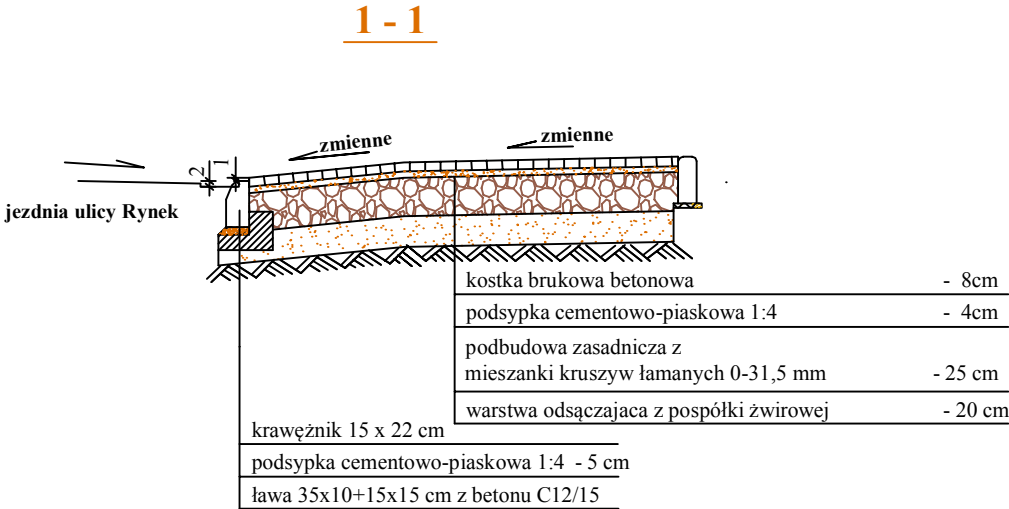 1 - 1
zmienne
zmienne
2
1
jezdnia ulicy Rynek
kostka brukowa betonowa - 8cm
podsypka cementowo-piaskowa 1:4 - 4cm
podbudowa zasadnicza z
mieszanki kruszyw łamanych 0-31,5 mm - 25 cm
warstwa odsączajaca z pospółki żwirowej - 20 cm
krawężnik 15 x 22 cm
podsypka cementowo-piaskowa 1:4 - 5 cm
ława 35x10+15x15 cm z betonu C12/15